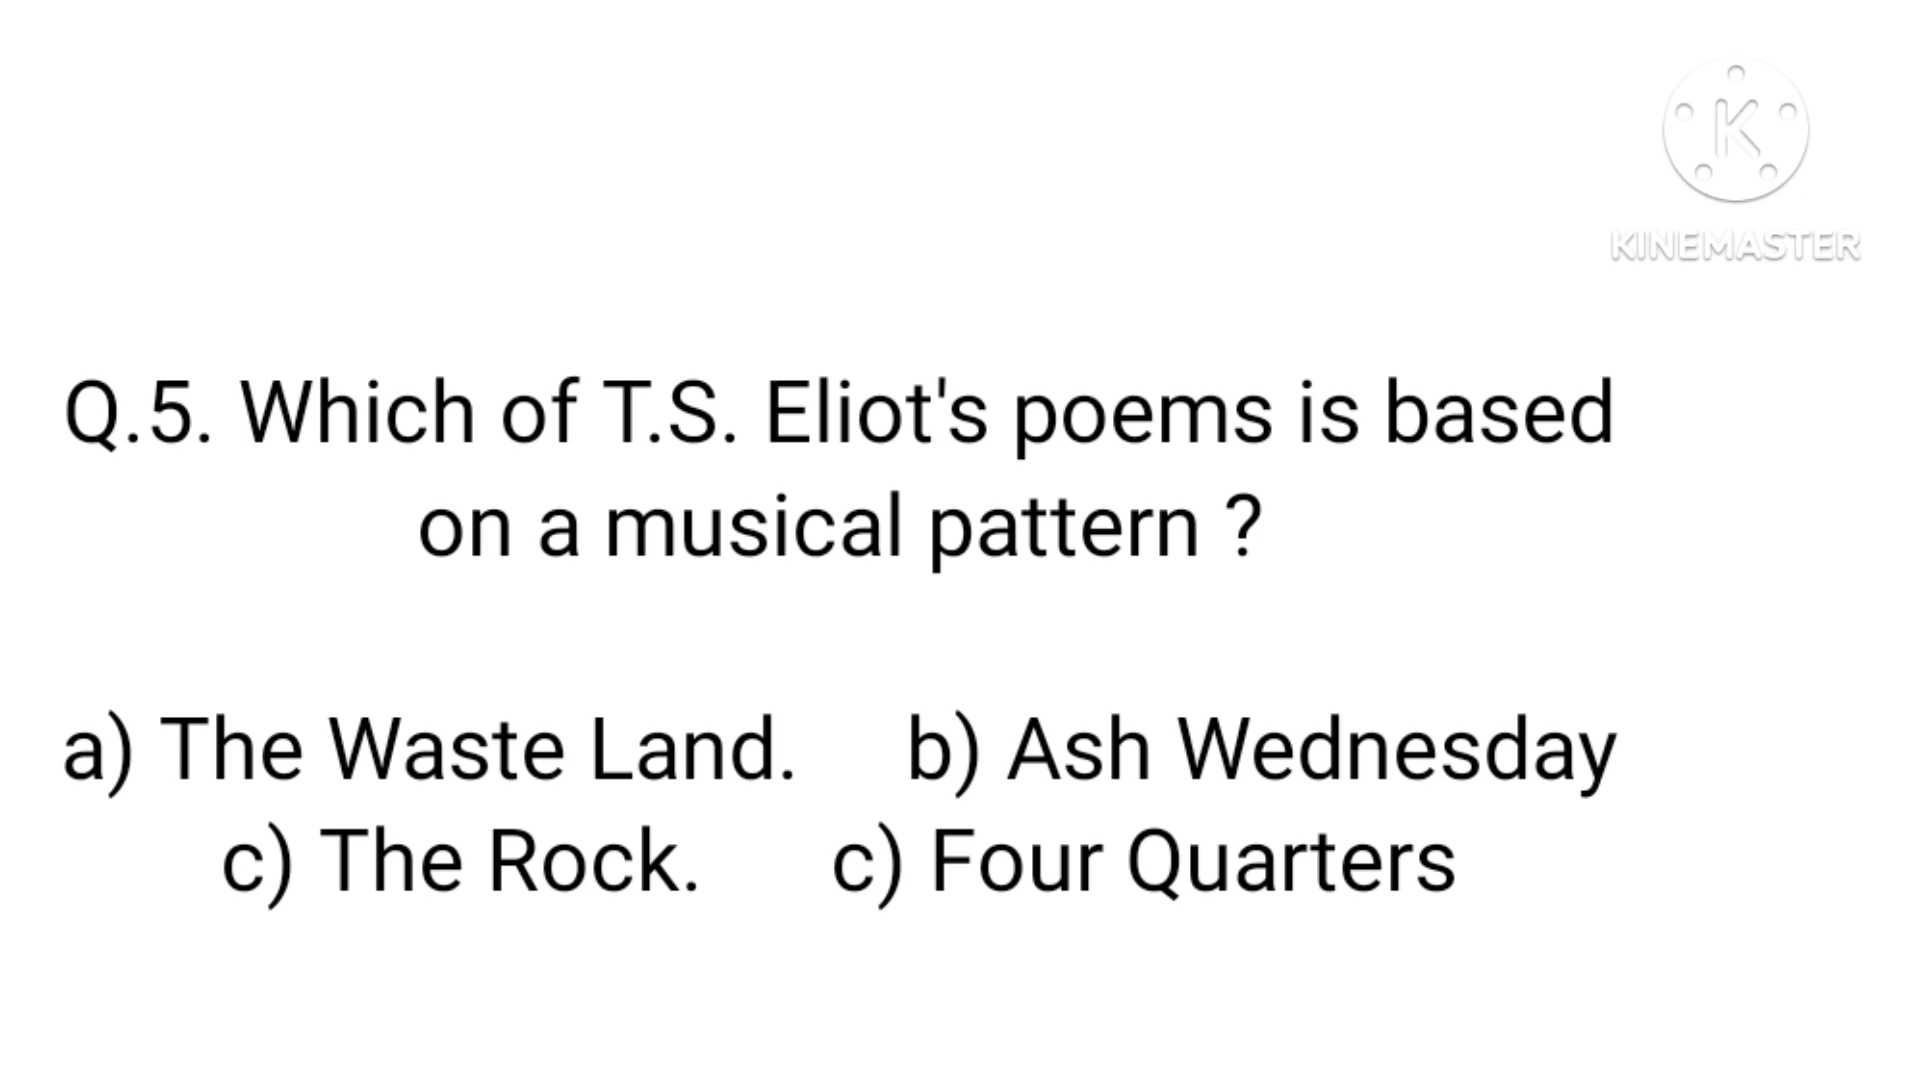 K
KINEMASTER
Q.5. Which of T.S. Eliot's poems is based
on a musical pattern ?
a) The Waste Land. b) Ash Wednesday
c) The Rock. c) Four Quarters